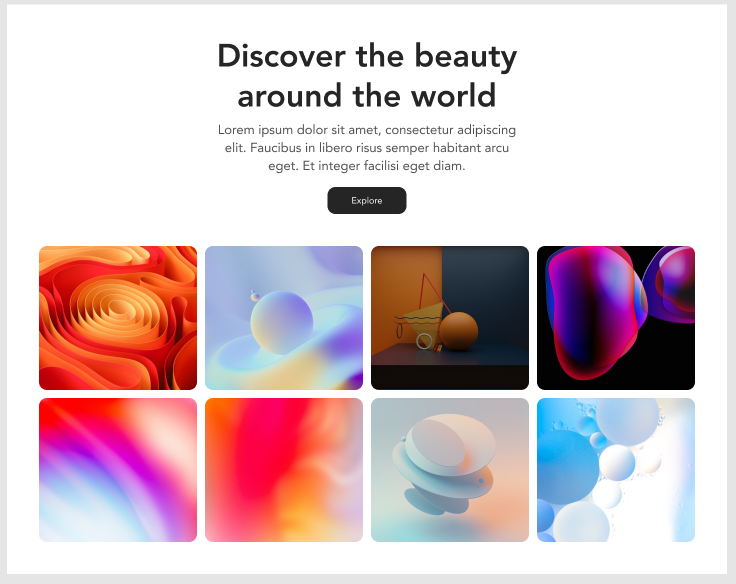 Discover the beauty
around the world
Lorem ipsum dolor sit amet, consectetur adipiscing
elit. Faucibus in libero risus semper habitant arcu
eget. Et integer facilisi eget diam.
Explore